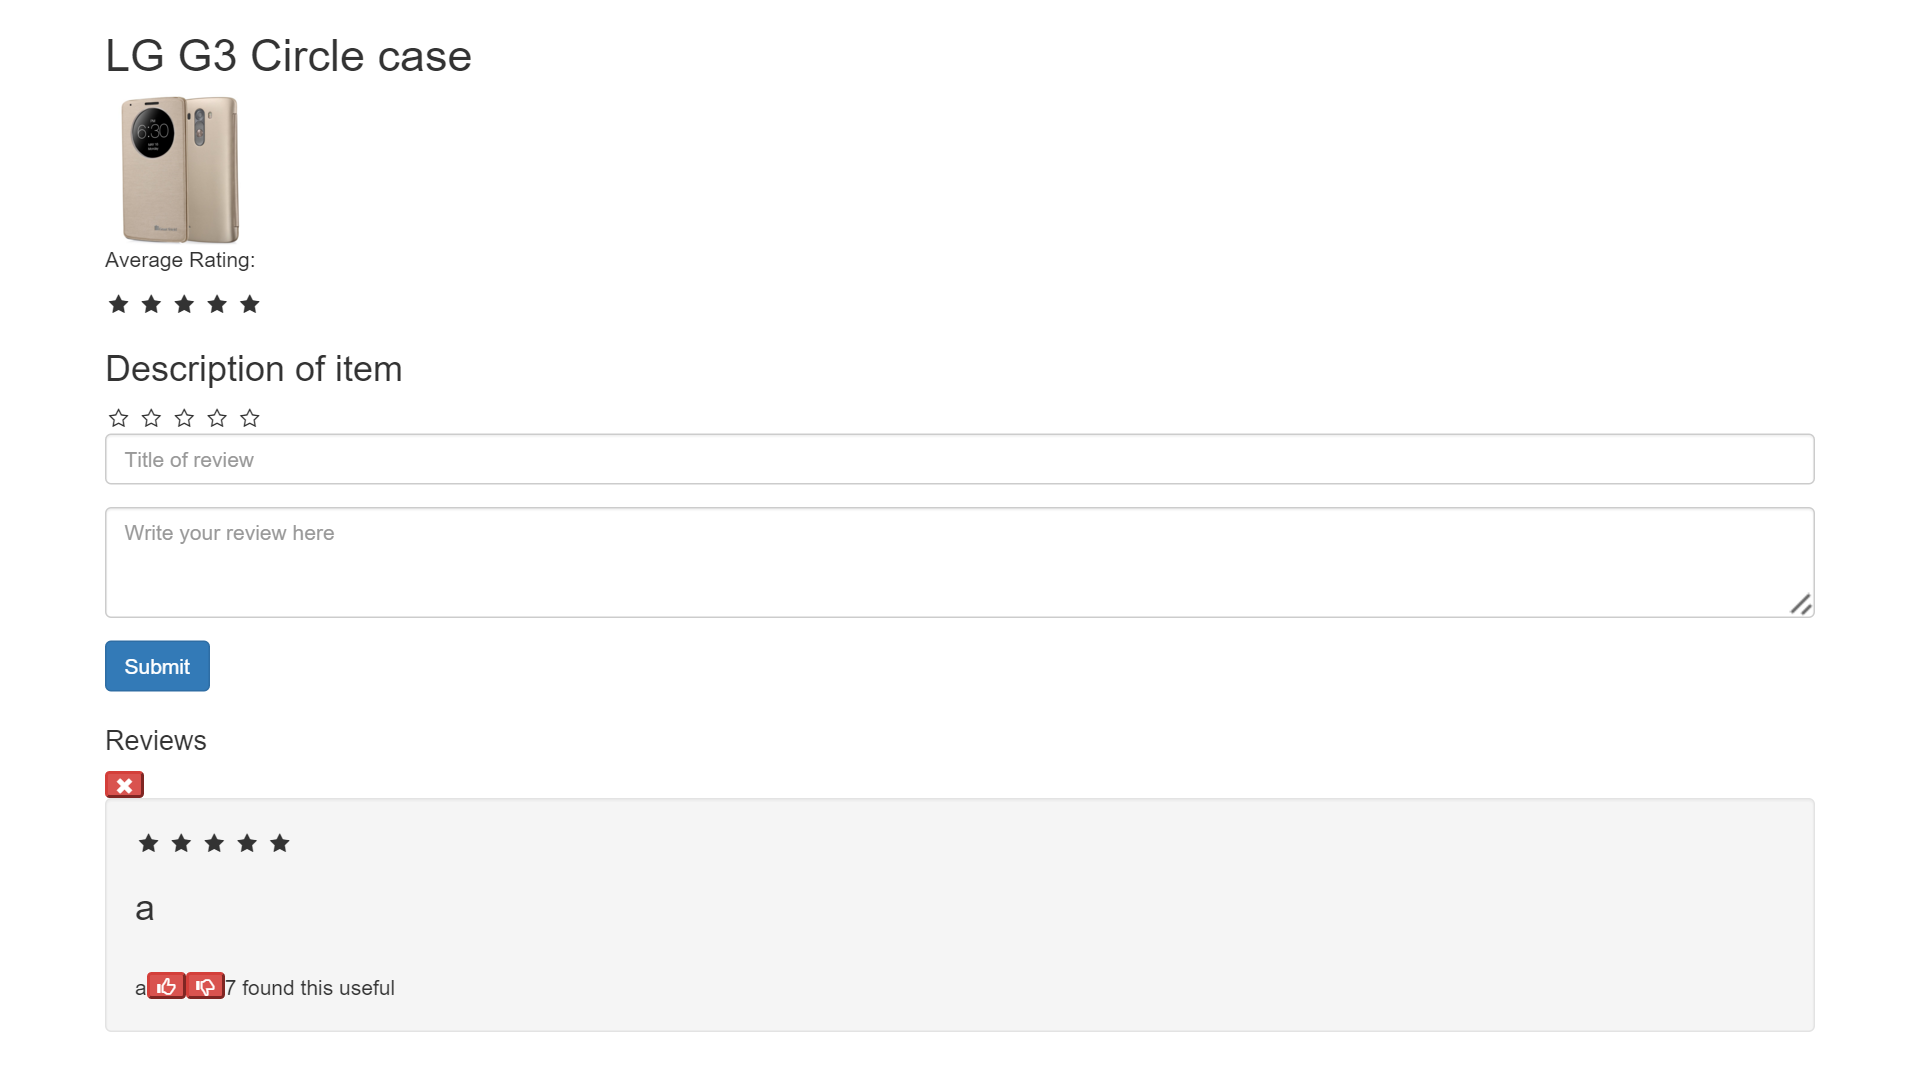 LG G3 Circle case
6:30
Average Rating:
Description of item
Title of review
Write your review here
Submit
Reviews
a
a 7 found this useful